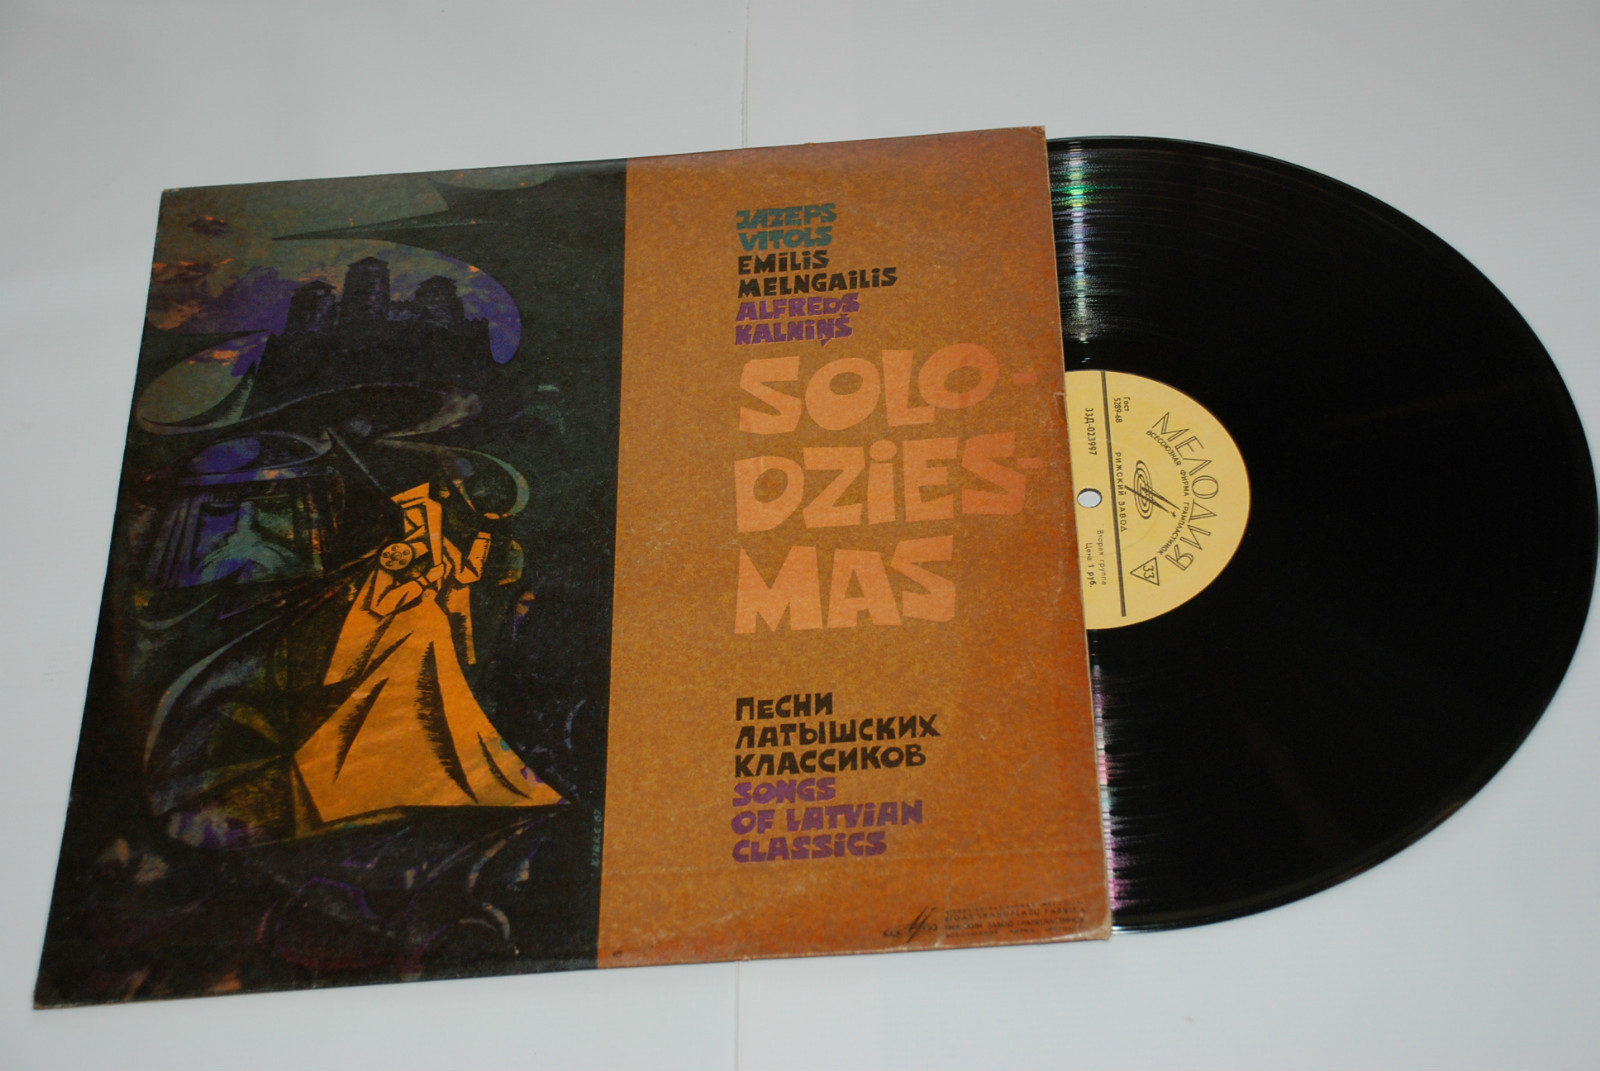 JĀZEPS
VITOLS
EMILIS
MELNGAILIS
ALFREDS
KALNIŅŠ
SOLO-
DZIES-
MAS
ПЕСНИ
ЛАТЫШСКИХ
КЛАССИКОВ
SONGS
OF LATVIAN
CLASSICS
МЕЛОДИЯ
ВСЕСОЮЗНАЯ ФИРМА ГРАМПЛАСТИНОК
33
РИЖСКИЙ ЗАВОД
Гост
5289-68
33Д-023997
Вторая группа
Цена 1 руб.